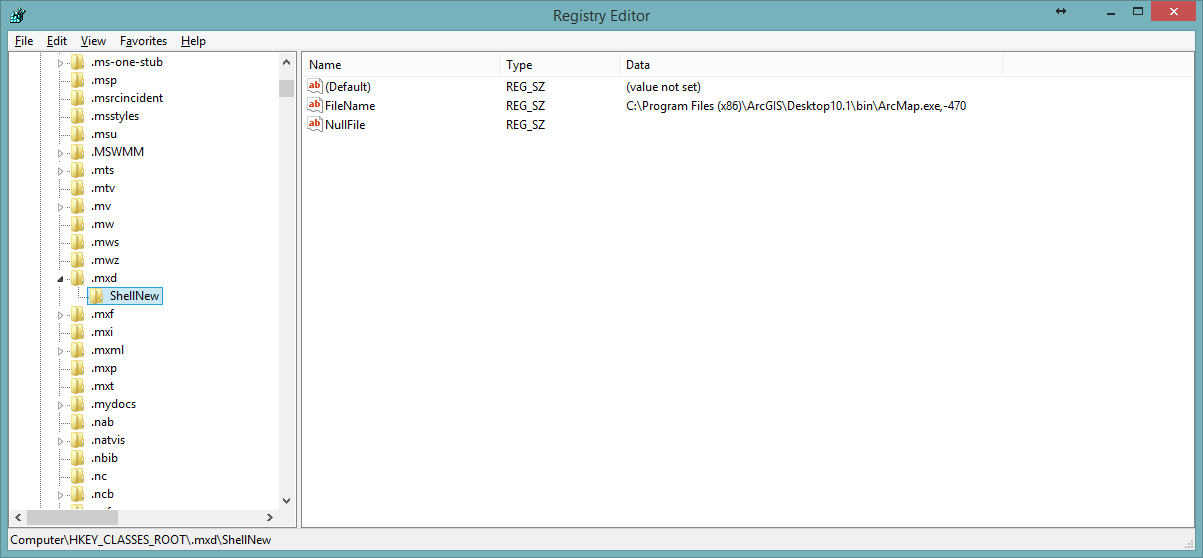 Registry Editor
File Edit View Favorites Help
.ms-one-stub
.msp
.msrcincident
.msstyles
.msu
.MSWMM
.mts
.mtv
.mv
.mw
.mws
.mwz
.mxd
ShellNew
.mxf
.mxi
.mxml
.mxp
.mxt
.mydocs
.nab
.natvis
.nbib
.nc
.ncb
Name Type Data
ab (Default) REG_SZ (value not set)
ab FileName REG_SZ C:\Program Files (x86)\ArcGIS\Desktop10.1\bin\ArcMap.exe,-470
ab NullFile REG_SZ
Computer\HKEY_CLASSES_ROOT\.mxd\ShellNew